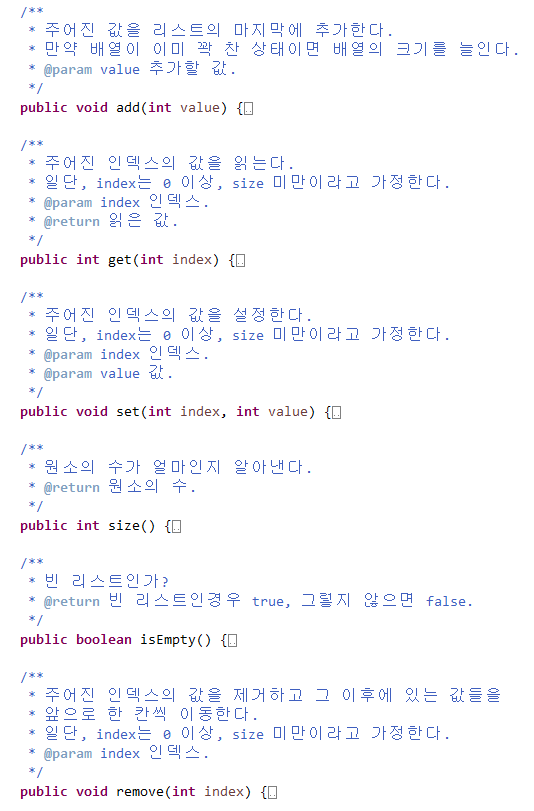 /**
 * 주어진 값을 리스트의 마지막에 추가한다.
 * 만약 배열이 이미 꽉 찬 상태이면 배열의 크기를 늘인다.
 * @param value 추가할 값.
 */
public void add(int value) {..
/**
 * 주어진 인덱스의 값을 읽는다.
 * 일단, index는 0 이상, size 미만이라고 가정한다.
 * @param index 인덱스.
 * @return 읽은 값.
 */
public int get(int index) {..
/**
 * 주어진 인덱스의 값을 설정한다.
 * 일단, index는 0 이상, size 미만이라고 가정한다.
 * @param index 인덱스.
 * @param value 값.
 */
public void set(int index, int value) {..
/**
 * 원소의 수가 얼마인지 알아낸다.
 * @return 원소의 수.
 */
public int size() {..
/**
 * 빈 리스트인가?
 * @return 빈 리스트인경우 true, 그렇지 않으면 false.
 */
public boolean isEmpty() {..
/**
 * 주어진 인덱스의 값을 제거하고 그 이후에 있는 값들을
 * 앞으로 한 칸씩 이동한다.
 * 일단, index는 0 이상, size 미만이라고 가정한다.
 * @param index 인덱스.
 */
public void remove(int index) {..